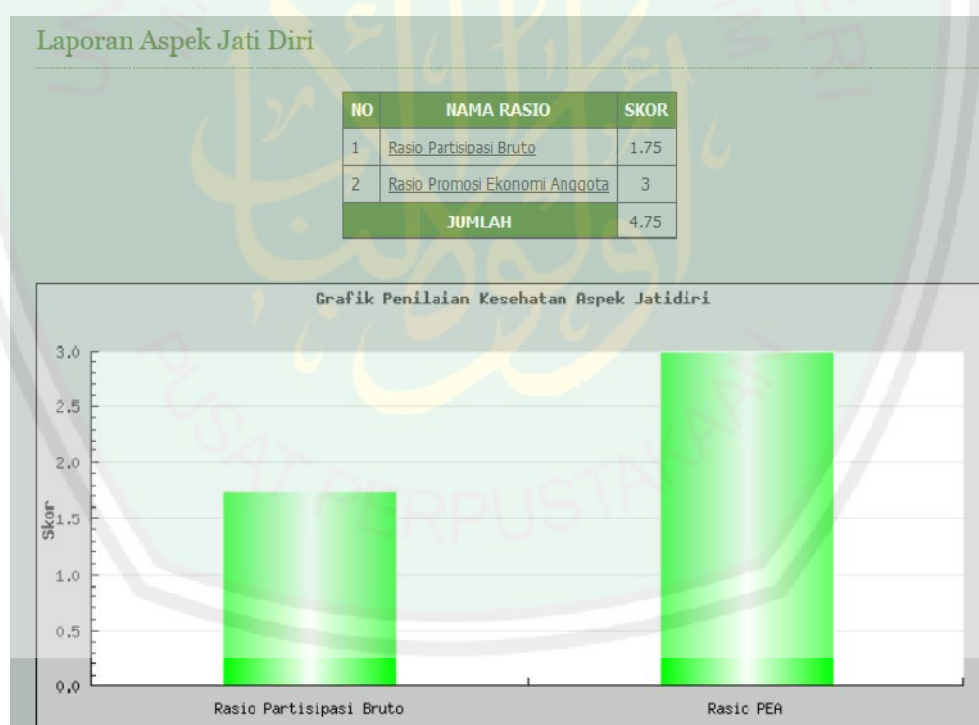 Laporan Aspek Jati Diri
NO NAMA RASIO SKOR
1 Rasio Partisipasi Bruto 1.75
2 Rasio Promosi Ekonomi Anggota 3
JUMLAH 4.75
Grafik Penilaian Kesehatan Aspek Jatidiri
3.0
2.5
2.0
1.5
1.0
0.5
0.0
Skor
Rasio Partisipasi Bruto Rasio PEA
PUSAT PERPUSTAKAAN